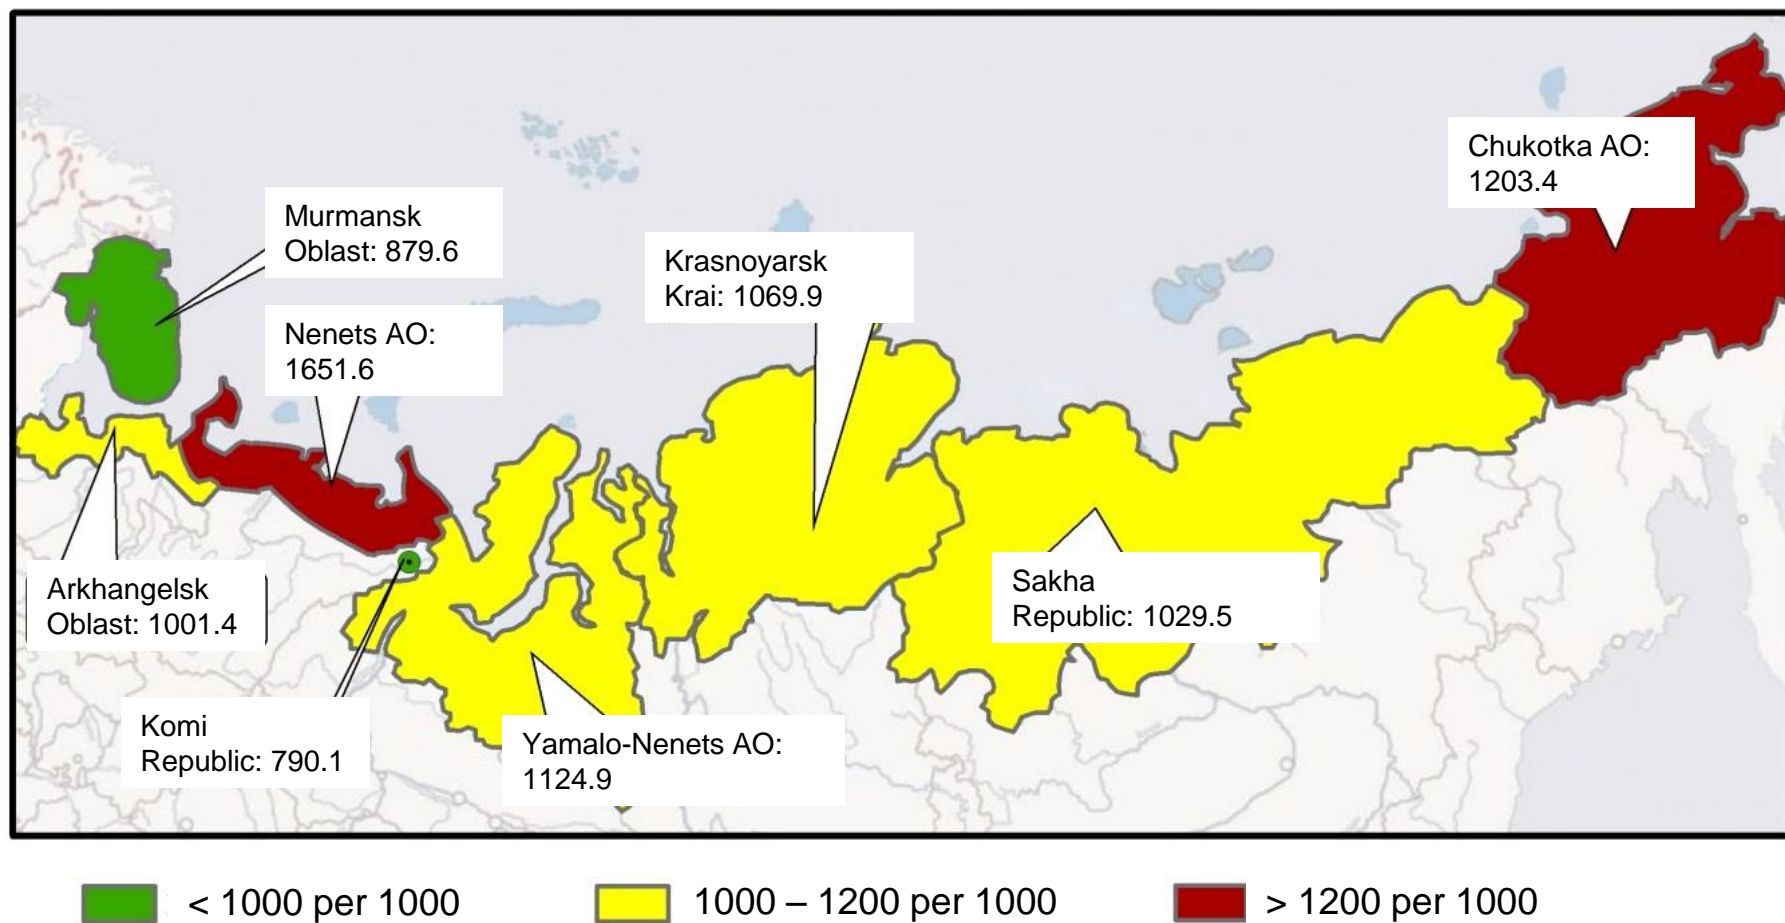 Chukotka AO:
1203.4
Murmansk
Oblast: 879.6
Krasnoyarsk
Krai: 1069.9
Nenets AO:
1651.6
Arkhangelsk
Oblast: 1001.4
Sakha
Republic: 1029.5
Komi
Republic: 790.1
Yamalo-Nenets AO:
1124.9
< 1000 per 1000
1000 – 1200 per 1000
> 1200 per 1000